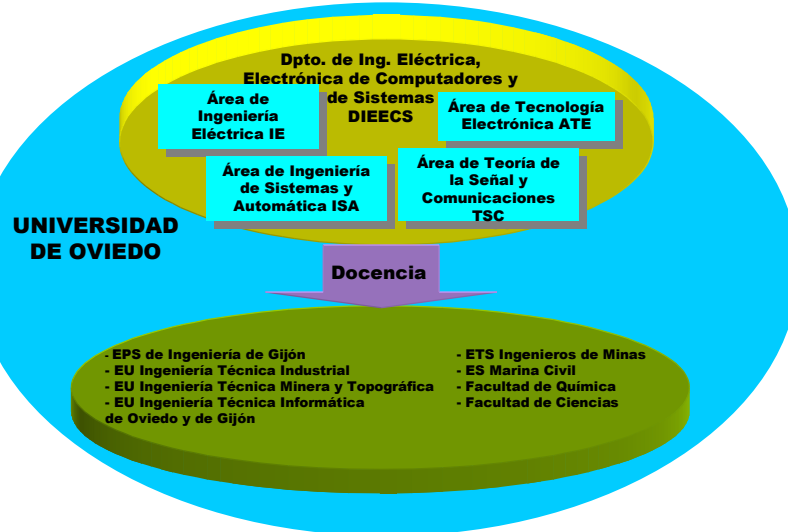 Dpto. de Ing. Eléctrica,
Electrónica de Computadores y
de Sistemas
DIEECS
Área de
Ingeniería
Eléctrica IE
Área de Tecnología
Electrónica ATE
Área de Ingeniería
de Sistemas y
Automática ISA
Área de Teoría de
la Señal y
Comunicaciones
TSC
UNIVERSIDAD
DE OVIEDO
Docencia
- EPS de Ingeniería de Gijón
- EU Ingeniería Técnica Industrial
- EU Ingeniería Técnica Minera y Topográfica
- EU Ingeniería Técnica Informática
de Oviedo y de Gijón
- ETS Ingenieros de Minas
- ES Marina Civil
- Facultad de Química
- Facultad de Ciencias